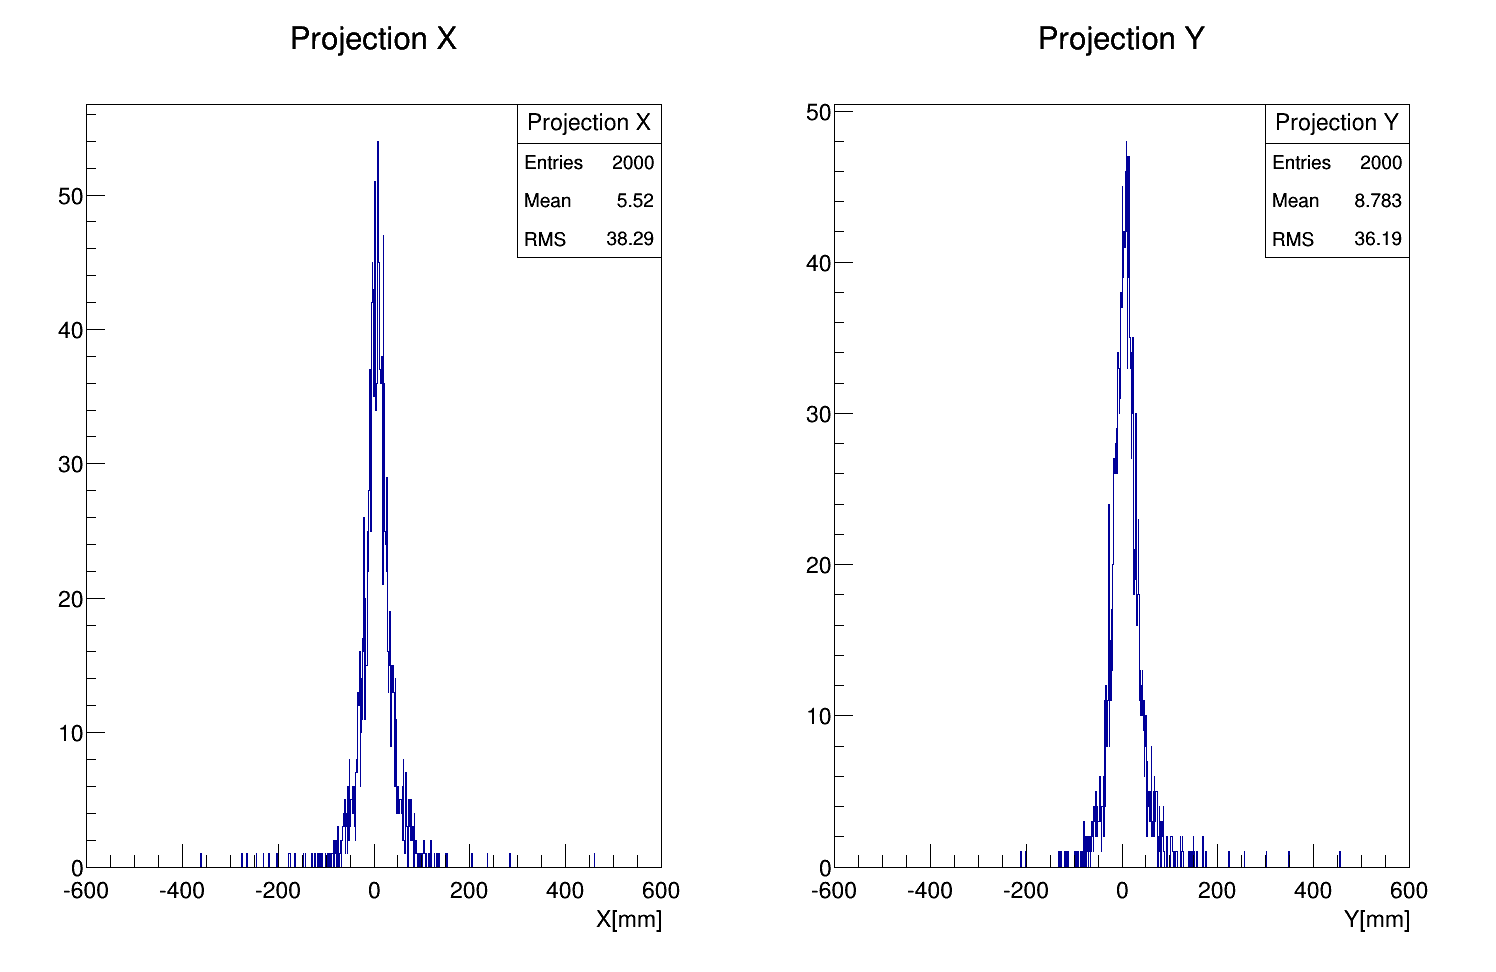 Projection X
Projection X
Entries 2000
Mean 5.52
RMS 38.29
50
40
30
20
10
0
-600 -400 -200 0 200 400 600
X[mm]
Projection Y
Projection Y
Entries 2000
Mean 8.783
RMS 36.19
50
40
30
20
10
0
-600 -400 -200 0 200 400 600
Y[mm]